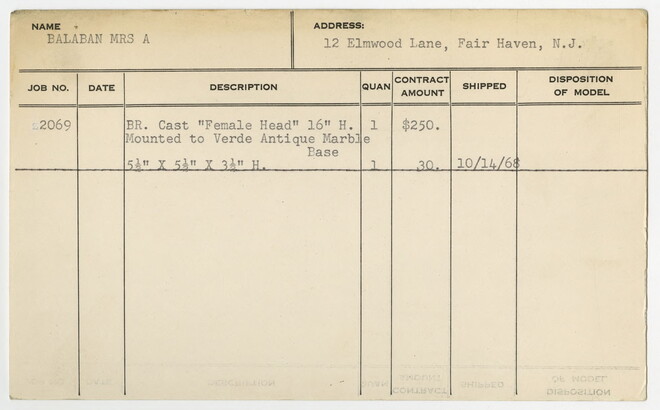 NAME
BALABAN MRS A
ADDRESS:
12 Elmwood Lane, Fair Haven, N.J.
JOB NO. DATE DESCRIPTION QUAN CONTRACT AMOUNT SHIPPED DISPOSITION OF MODEL
2069 BR. Cast "Female Head" 16" H. 1 $250.
Mounted to Verde Antique Marble
Base
5½" X 5½" X 3½" H. 1 30. 10/14/68